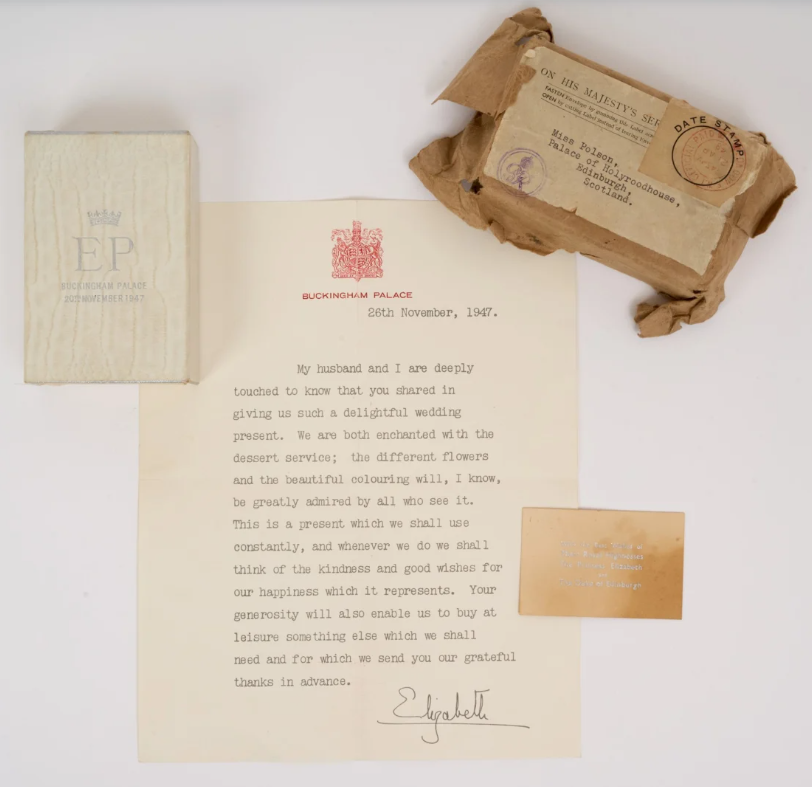 EP
BUCKINGHAM PALACE
20TH NOVEMBER 1947
ON HIS MAJESTY'S
DATE STAMP
Miss Polson,
Palace of Holyroodhouse,
Edinburgh,
Scotland.
BUCKINGHAM PALACE
26th November, 1947.
My husband and I are deeply
touched to know that you shared in
giving us such a delightful wedding
present. We are both enchanted with the
dessert service; the different flowers
and the beautiful colouring will, I know,
be greatly admired by all who see it.
This is a present which we shall use
constantly, and whenever we do we shall
think of the kindness and good wishes for
our happiness which it represents. Your
generosity will also enable us to buy at
leisure something else which we shall
need and for which we send you our grateful
thanks in advance.
Elizabeth